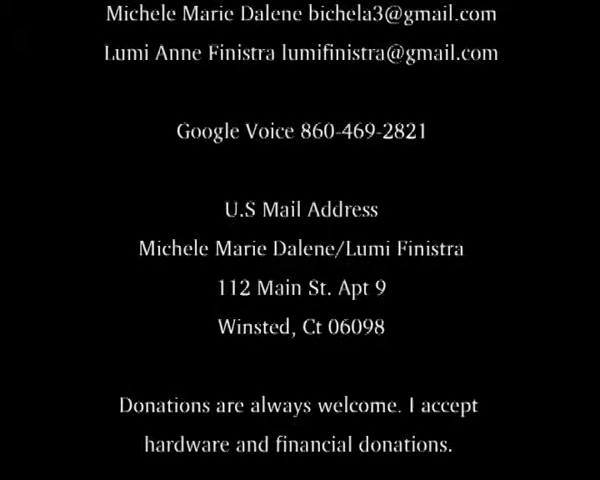 Michele Marie Dalene bichela3@gmail.com
Lumi Anne Finistra lumifinistra@gmail.com
Google Voice 860-469-2821
U.S Mail Address
Michele Marie Dalene/Lumi Finistra
112 Main St. Apt 9
Winsted, Ct 06098
Donations are always welcome. I accept
hardware and financial donations.